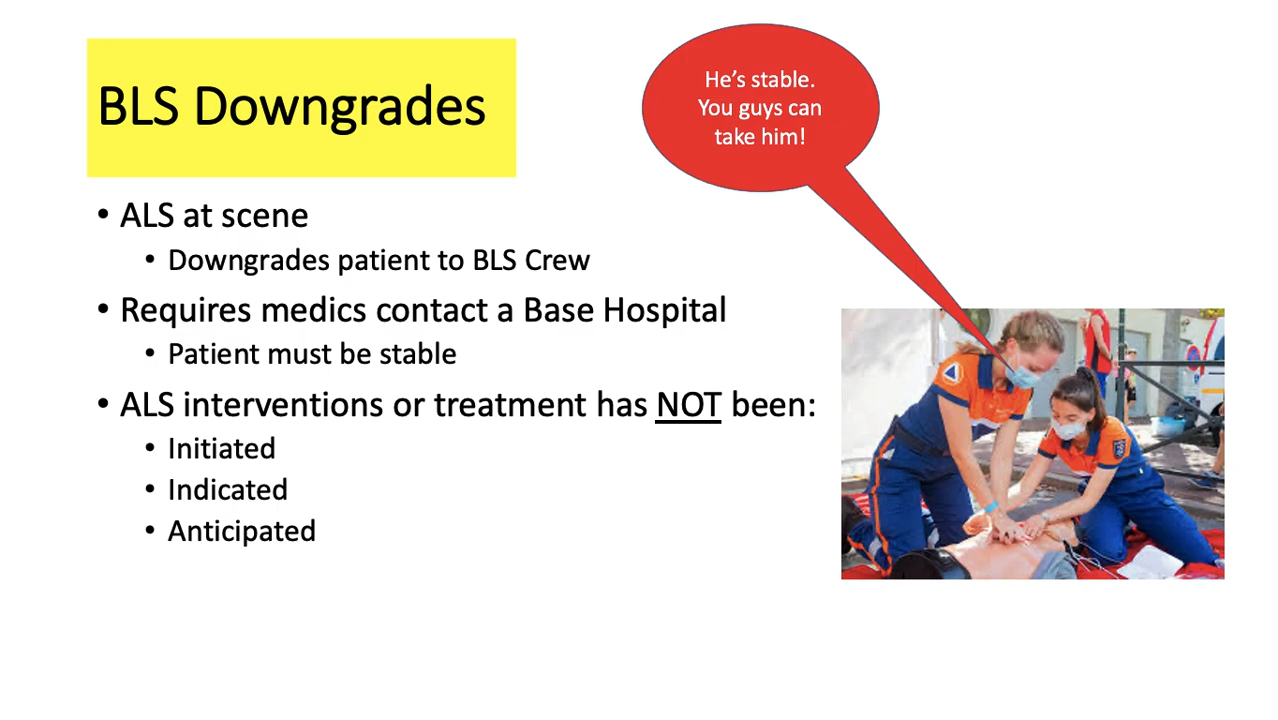 BLS Downgrades
He's stable.
You guys can
take him!
• ALS at scene
• Downgrades patient to BLS Crew
• Requires medics contact a Base Hospital
• Patient must be stable
• ALS interventions or treatment has NOT been:
• Initiated
• Indicated
• Anticipated